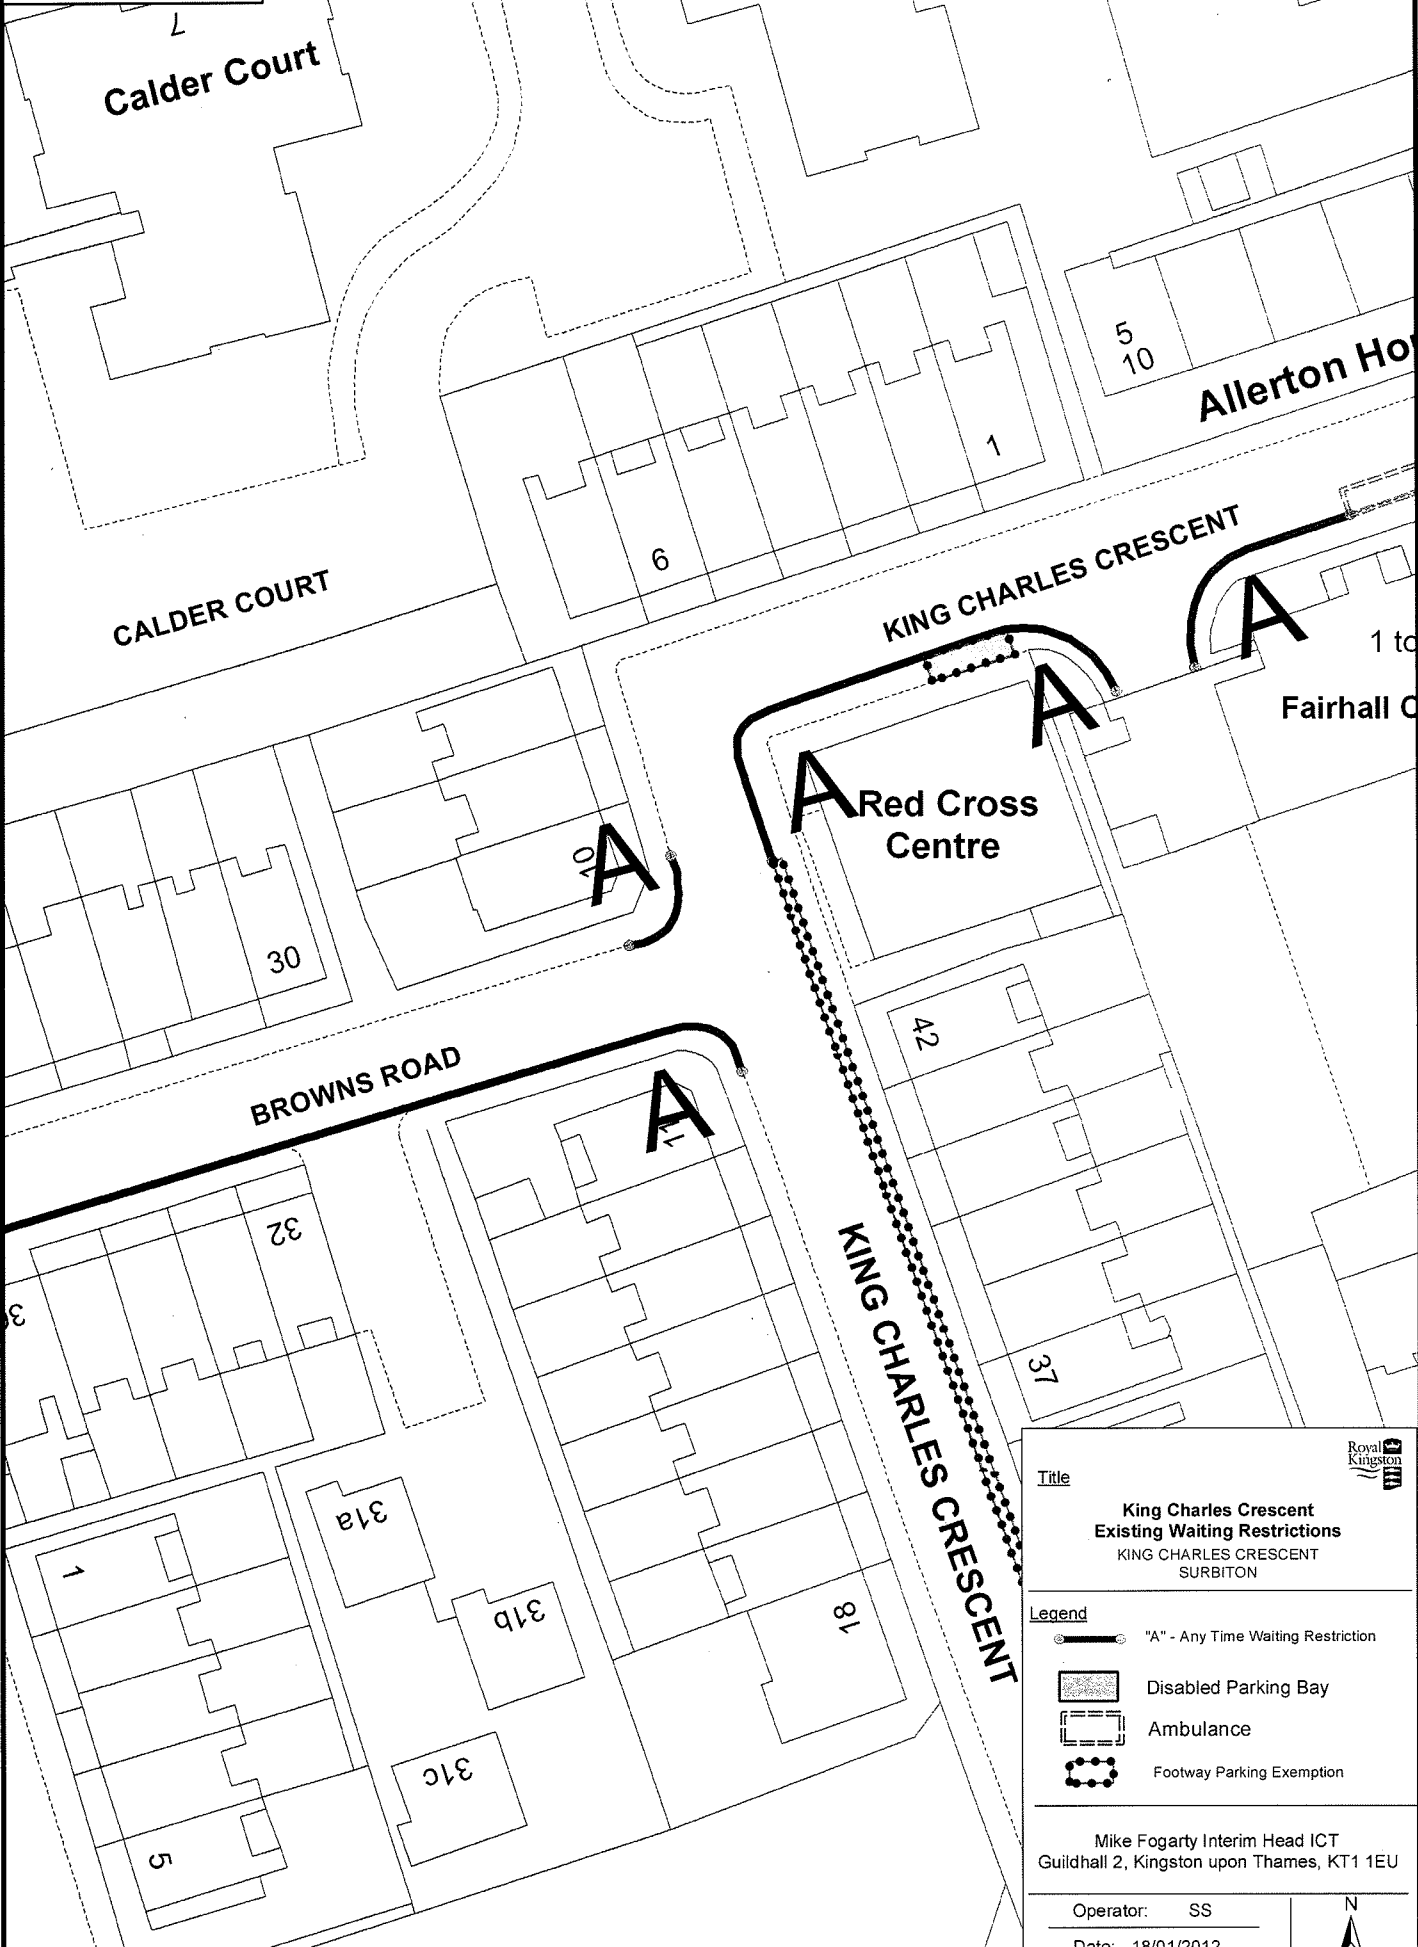 7
Calder Court
5
10
Allerton Ho
1
6
KING CHARLES CRESCENT
CALDER COURT
A
1 to
Fairhall C
A
A
Red Cross
Centre
A
10
30
42
BROWNS ROAD
A
11
32
KING CHARLES CRESCENT
37
31a
1
31b
18
31c
5
Title
Royal
Kingston
King Charles Crescent
Existing Waiting Restrictions
KING CHARLES CRESCENT
SURBITON
Legend
"A" - Any Time Waiting Restriction
Disabled Parking Bay
Ambulance
Footway Parking Exemption
Mike Fogarty Interim Head ICT
Guildhall 2, Kingston upon Thames, KT1 1EU
Operator: SS
N
Date: 18/01/2012